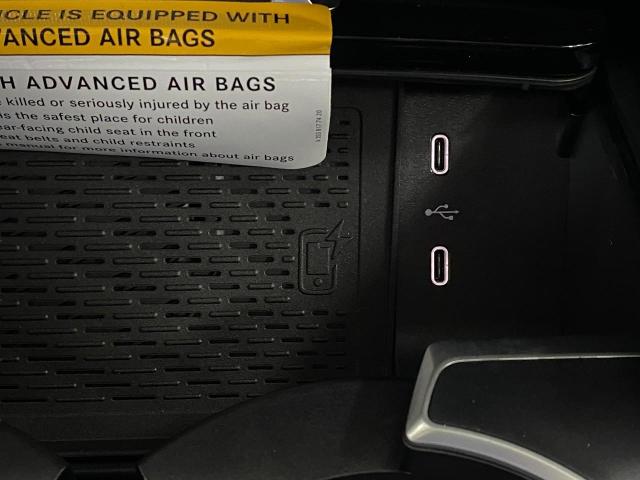 ICLE IS EQUIPPED WITH
ANCED AIR BAGS
H ADVANCED AIR BAGS
killed or seriously injured by the air bag
is the safest place for children
ear-facing child seat in the front
eat belts and child restraints
manual for more information about air bags